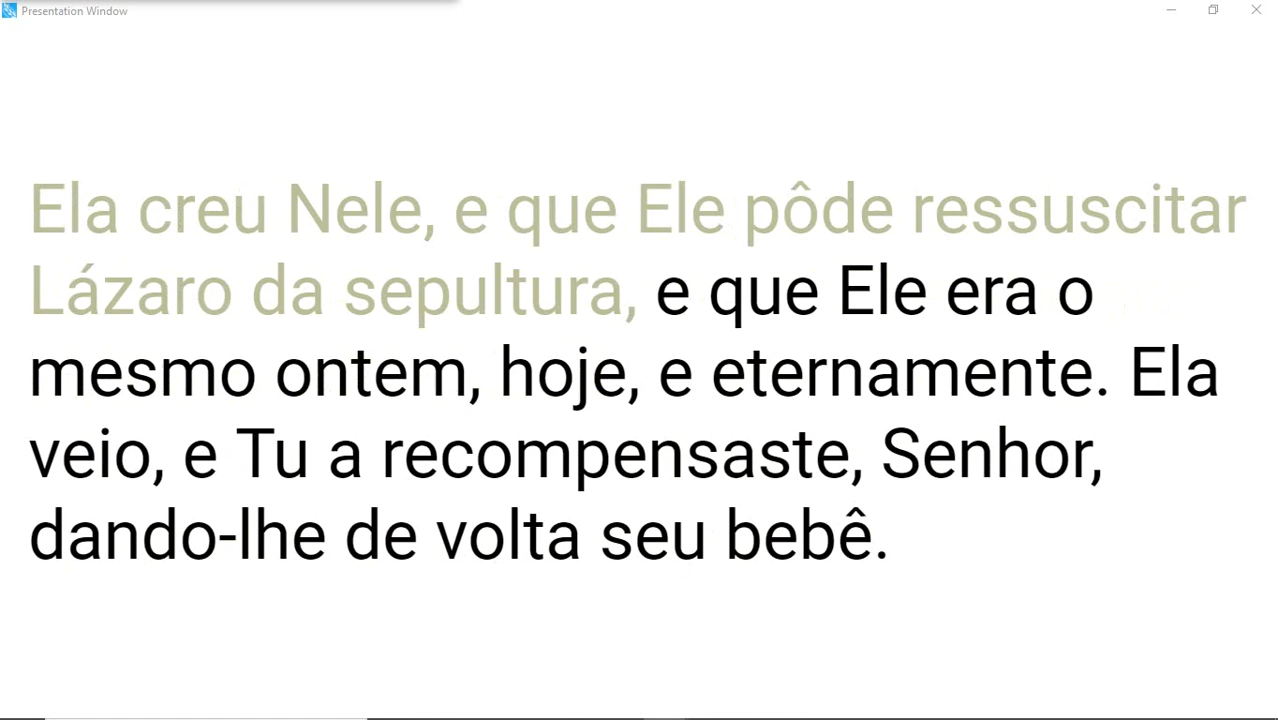 Presentation Window
Ela creu Nele, e que Ele pôde ressuscitar
Lázaro da sepultura, e que Ele era o
mesmo ontem, hoje, e eternamente. Ela
veio, e Tu a recompensaste, Senhor,
dando-lhe de volta seu bebê.